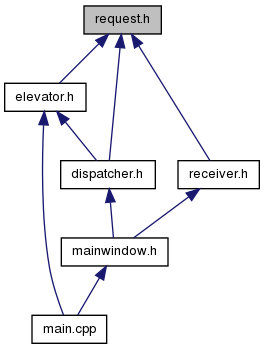 request.h
elevator.h
dispatcher.h
receiver.h
mainwindow.h
main.cpp